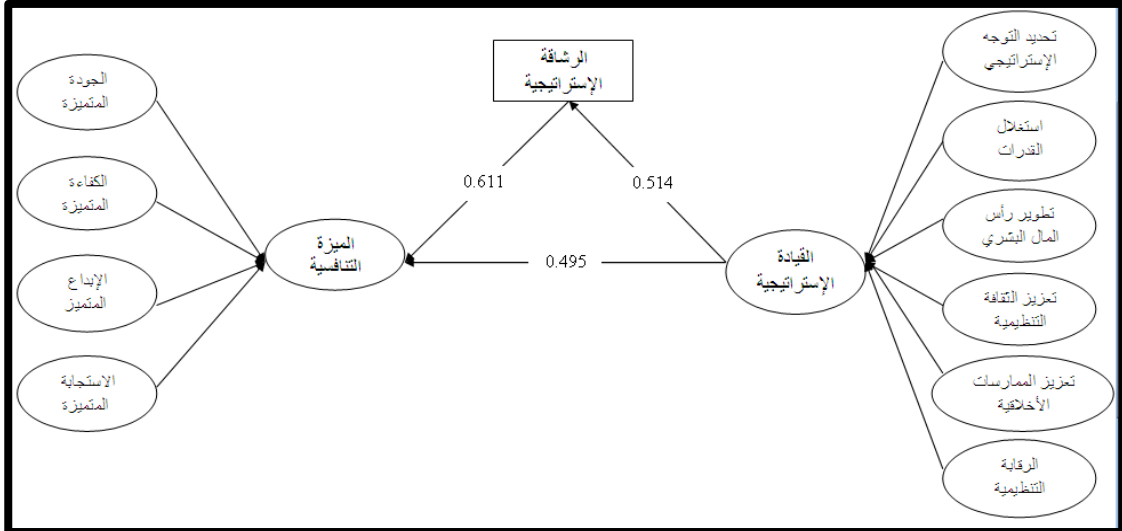 تحديد التوجه
الإستراتيجي
استغلال
القدرات
تطوير رأس
المال البشري
تعزيز الثقافة
التنظيمية
تعزيز الممارسات
الأخلاقية
الرقابة
التنظيمية
القيادة
الإستراتيجية
الرشاقة
الإستراتيجية
0.514
0.611
0.495
الميزة
التنافسية
الجودة
المتميزة
الكفاءة
المتميزة
الإبداع
المتميز
الاستجابة
المتميزة